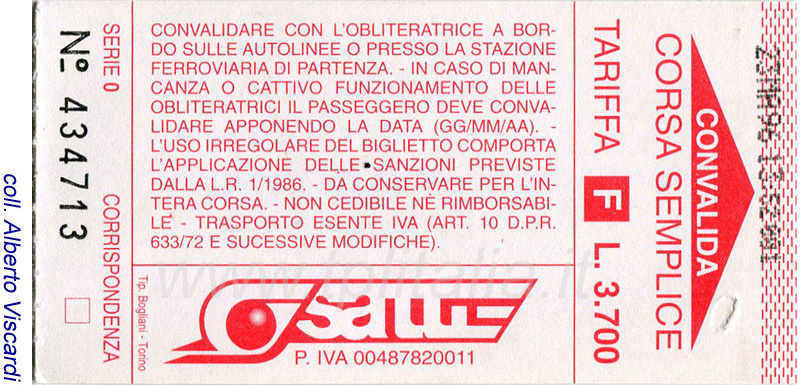 coll. Alberto Viscardi
SERIE 0
Nº 434713
CORRISPONDENZA
CONVALIDARE CON L'OBLITERATRICE A BOR-
DO SULLE AUTOLINEE O PRESSO LA STAZIONE
FERROVIARIA DI PARTENZA. - IN CASO DI MAN-
CANZA O CATTIVO FUNZIONAMENTO DELLE
OBLITERATRICI IL PASSEGGERO DEVE CONVA-
LIDARE APPONENDO LA DATA (GG/MM/AA). -
L'USO IRREGOLARE DEL BIGLIETTO COMPORTA
L'APPLICAZIONE DELLE SANZIONI PREVISTE
DALLA L.R. 1/1986. - DA CONSERVARE PER L'IN-
TERA CORSA. - NON CEDIBILE NÈ RIMBORSABI-
LE - TRASPORTO ESENTE IVA (ART. 10 D.P.R.
633/72 E SUCESSIVE MODIFICHE).
www.tplitalia.it
Tip. Bogliani - Torino
satti
P. IVA 00487820011
TARIFFA F L. 3.700
CORSA SEMPLICE
CONVALIDA